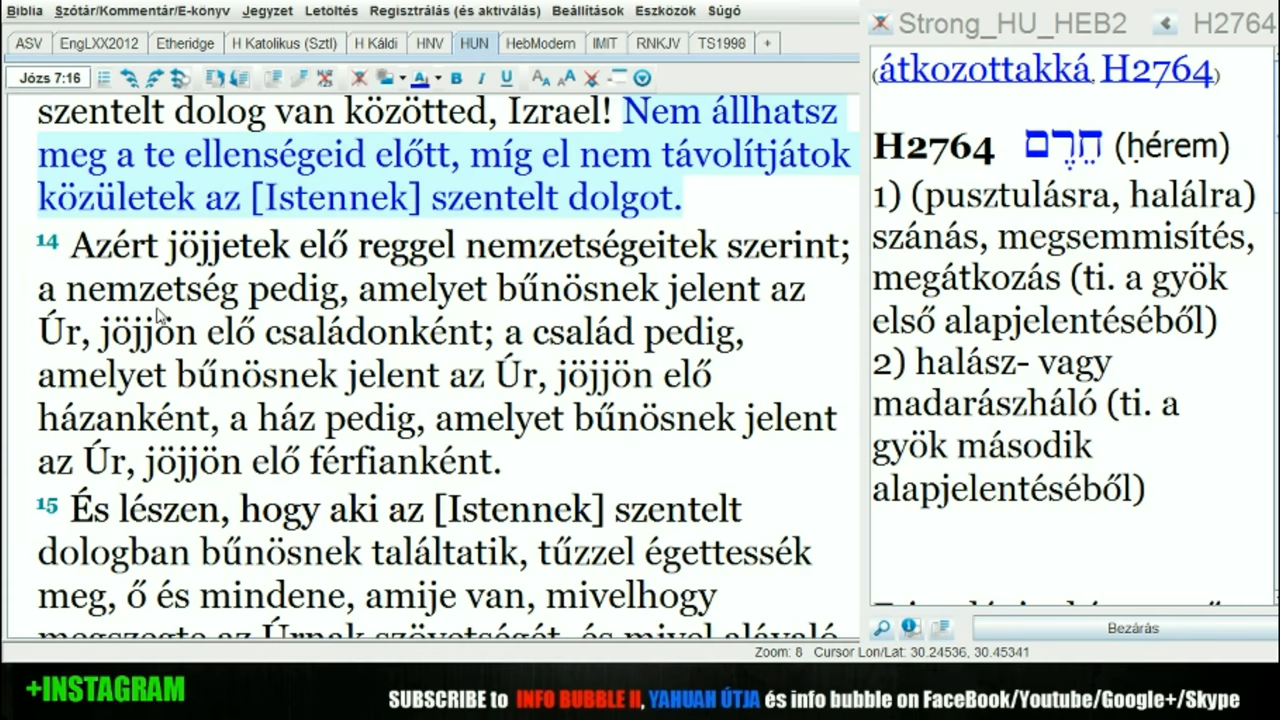 Biblia Szótár/Kommentár/E-könyv Jegyzet Letöltés Regisztrálás (és aktiválás) Beállítások Eszközök Súgó
ASV EngLXX2012 Etheridge H Katolikus (Sztl) H Káldi HNV HUN HebModern IMIT RNKJV TS1998 +
Józs 7:16
szentelt dolog van közötted, Izrael! Nem állhatsz
meg a te ellenségeid előtt, míg el nem távolítjátok
közületek az [Istennek] szentelt dolgot.
14 Azért jöjjetek elő reggel nemzetségeitek szerint;
a nemzetség pedig, amelyet bűnösnek jelent az
Úr, jöjjön elő családonként; a család pedig,
amelyet bűnösnek jelent az Úr, jöjjön elő
házanként, a ház pedig, amelyet bűnösnek jelent
az Úr, jöjjön elő férfianként.
15 És lészen, hogy aki az [Istennek] szentelt
dologban bűnösnek találtatik, tűzzel égettessék
meg, ő és mindene, amije van, mivelhogy
megszegte az Úrnak szövetségét, és mivel alávaló
Strong_HU_HEB2 H2764
(átkozottakká, H2764)
H2764 חֵרֶם (ḥérem)
1) (pusztulásra, halálra)
szánás, megsemmisítés,
megátkozás (ti. a gyök
első alapjelentéséből)
2) halász- vagy
madarászháló (ti. a
gyök második
alapjelentéséből)
Bezárás
Zoom: 8 Cursor Lon/Lat: 30.24536, 30.45341
+INSTAGRAM
SUBSCRIBE to INFO BUBBLE II, YAHUAH ÚTJA és info bubble on FaceBook/Youtube/Google+/Skype